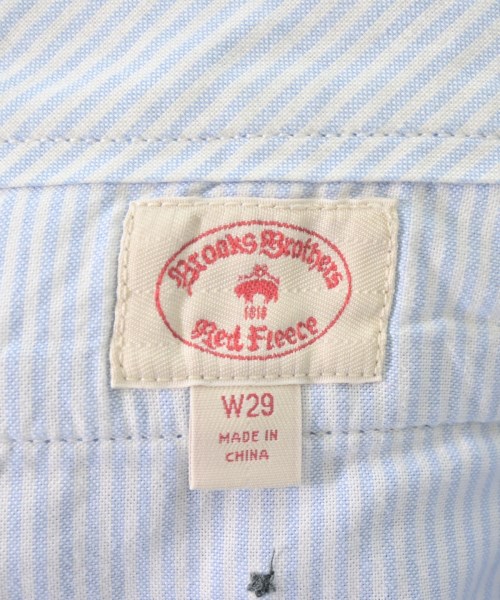 Brooks Brothers
1818
Red Fleece
W29
MADE IN
CHINA